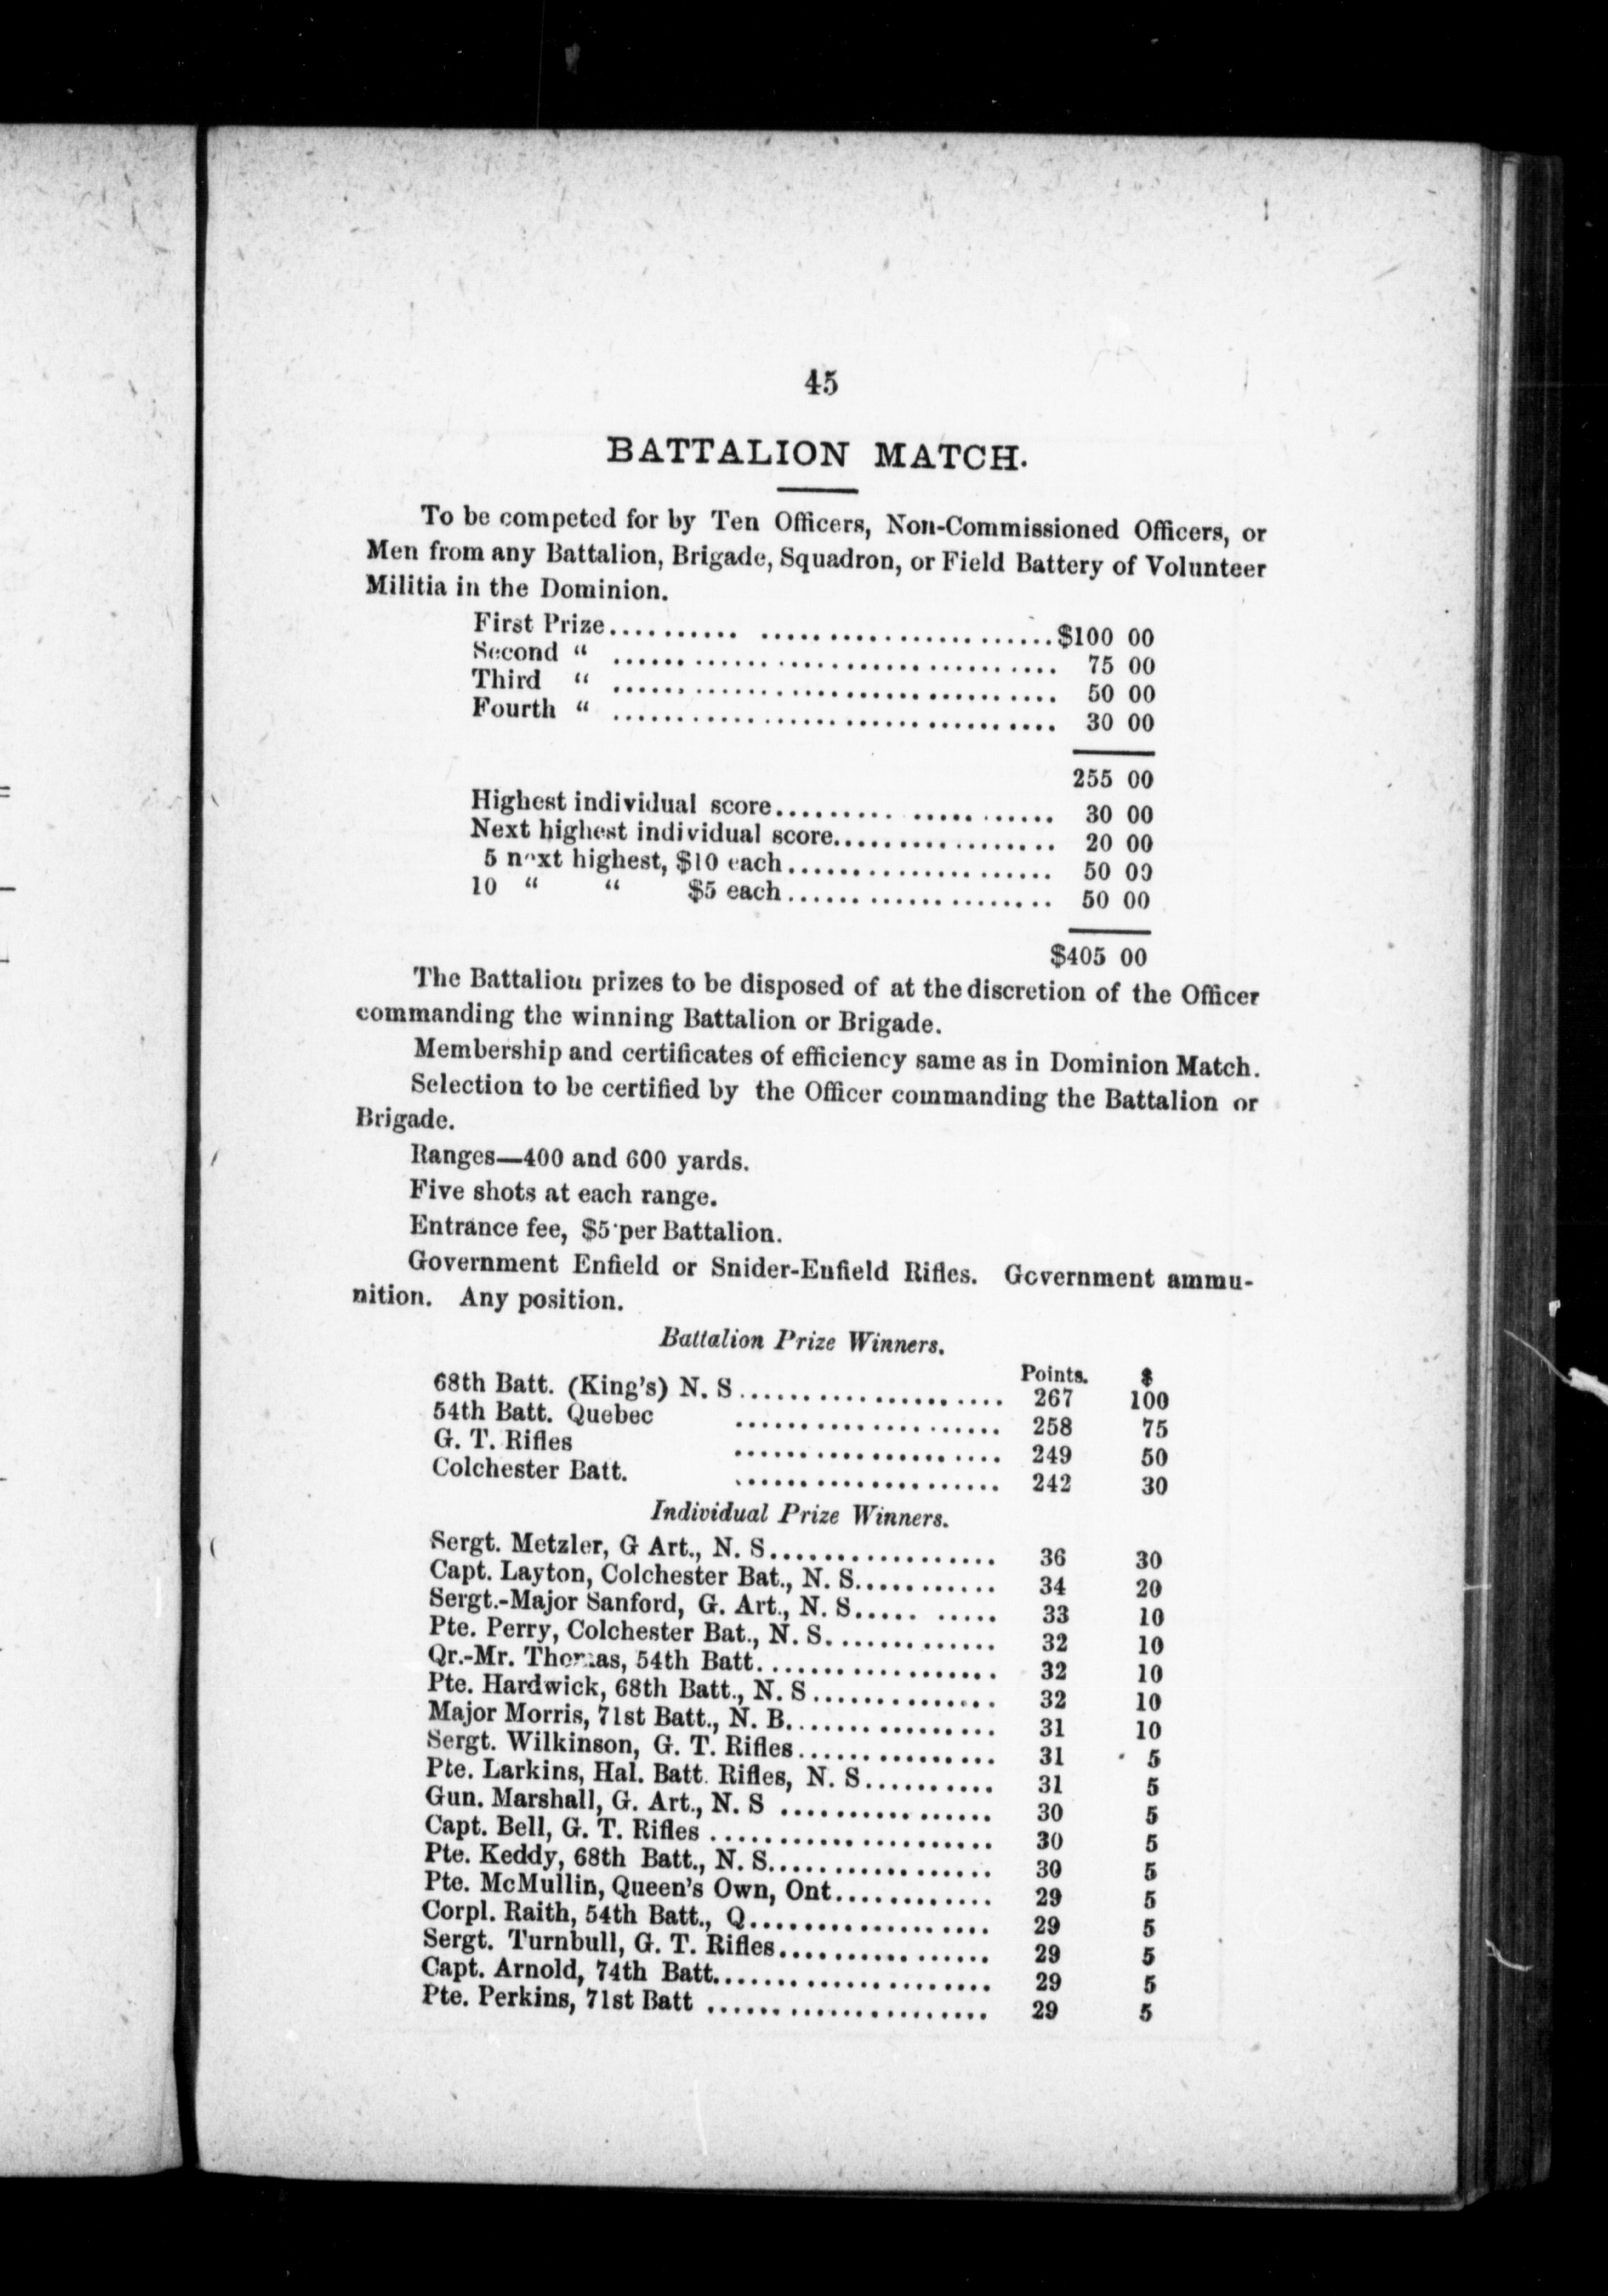 45
BATTALION MATCH.
To be competed for by Ten Officers, Non-Commissioned Officers, or
Men from any Battalion, Brigade, Squadron, or Field Battery of Volunteer
Militia in the Dominion.
First Prize.......... .......................$100 00
Second “ .................................. 75 00
Third “ .................................. 50 00
Fourth “ .................................. 30 00
255 00
Highest individual score......... ..... ...... 30 00
Next highest individual score................. 20 00
5 next highest, $10 each..................... 50 00
10 “ “ $5 each..................... 50 00
$405 00
The Battalion prizes to be disposed of at the discretion of the Officer
commanding the winning Battalion or Brigade.
Membership and certificates of efficiency same as in Dominion Match.
Selection to be certified by the Officer commanding the Battalion or
Brigade.
Ranges—400 and 600 yards.
Five shots at each range.
Entrance fee, $5 per Battalion.
Government Enfield or Snider-Enfield Rifles. Government ammu-
nition. Any position.
Battalion Prize Winners.
Points. $
68th Batt. (King's) N. S..................... 267 100
54th Batt. Quebec ..................... 258 75
G. T. Rifles ..................... 249 50
Colchester Batt. ..................... 242 30
Individual Prize Winners.
Sergt. Metzler, G Art., N. S.................. 36 30
Capt. Layton, Colchester Bat., N. S........... 34 20
Sergt.-Major Sanford, G. Art., N. S..... ..... 33 10
Pte. Perry, Colchester Bat., N. S............. 32 10
Qr.-Mr. Thomas, 54th Batt................... 32 10
Pte. Hardwick, 68th Batt., N. S............... 32 10
Major Morris, 71st Batt., N. B................. 31 10
Sergt. Wilkinson, G. T. Rifles................ 31 5
Pte. Larkins, Hal. Batt. Rifles, N. S.......... 31 5
Gun. Marshall, G. Art., N. S ................. 30 5
Capt. Bell, G. T. Rifles ...................... 30 5
Pte. Keddy, 68th Batt., N. S.................. 30 5
Pte. McMullin, Queen's Own, Ont............ 29 5
Corpl. Raith, 54th Batt., Q................... 29 5
Sergt. Turnbull, G. T. Rifles................. 29 5
Capt. Arnold, 74th Batt...................... 29 5
Pte. Perkins, 71st Batt ...................... 29 5